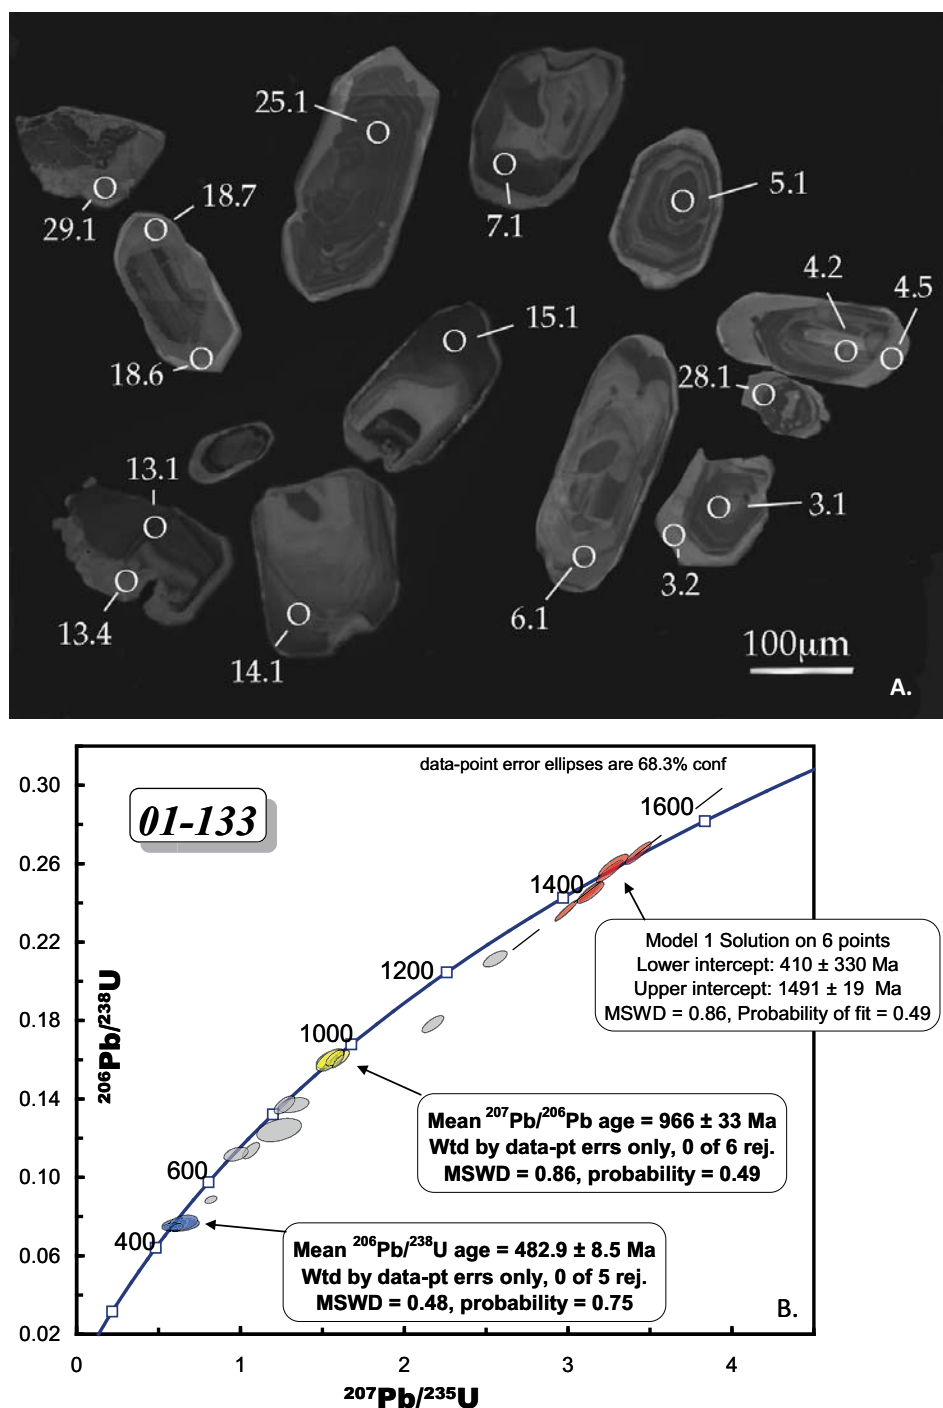 25.1
18.7
29.1
7.1
5.1
4.2
4.5
15.1
18.6
28.1
13.1
3.1
3.2
13.4
6.1
14.1
100µm
A.
data-point error ellipses are 68.3% conf
01-133
0.30
0.26
0.22
0.18
0.14
0.10
0.06
0.02
206Pb/238U
1600
1400
1200
1000
600
400
Model 1 Solution on 6 points
Lower intercept: 410 ± 330 Ma
Upper intercept: 1491 ± 19 Ma
MSWD = 0.86, Probability of fit = 0.49
Mean 207Pb/206Pb age = 966 ± 33 Ma
Wtd by data-pt errs only, 0 of 6 rej.
MSWD = 0.86, probability = 0.49
Mean 206Pb/238U age = 482.9 ± 8.5 Ma
Wtd by data-pt errs only, 0 of 5 rej.
MSWD = 0.48, probability = 0.75
B.
0
1
2
3
4
207Pb/235U